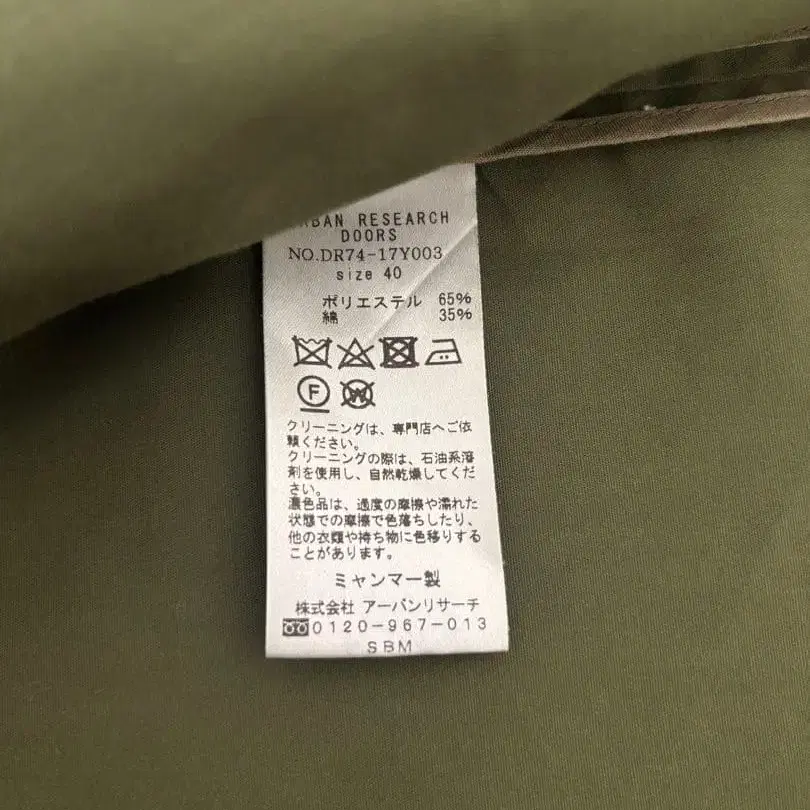 RBAN RESEARCH
DOORS
NO.DR74-17Y003
size 40
ポリエステル 65%
綿 35%
F W
クリーニングは、専門店へご依
頼ください。
クリーニングの際は、石油系溶
剤を使用し、自然乾燥してくだ
さい。
濃色品は、過度の摩擦や濡れた
状態での摩擦で色落ちしたり、
他の衣類や持ち物に色移りする
ことがあります。
ミャンマー製
株式会社 アーバンリサーチ
0120-967-013
SBM